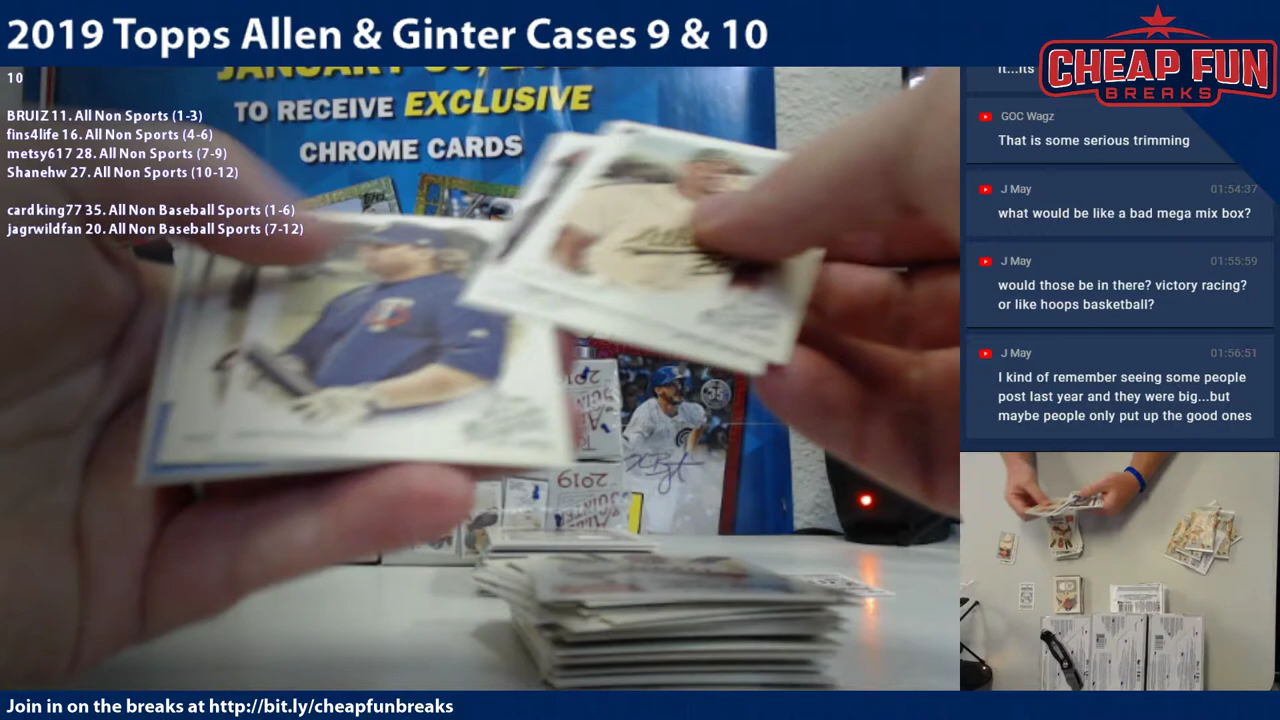 2019 Topps Allen & Ginter Cases 9 & 10
10
BRUIZ 11. All Non Sports (1-3)
fins4life 16. All Non Sports (4-6)
metsy617 28. All Non Sports (7-9)
Shanehw 27. All Non Sports (10-12)
cardking77 35. All Non Baseball Sports (1-6)
jagrwildfan 20. All Non Baseball Sports (7-12)
TO RECEIVE EXCLUSIVE
CHROME CARDS
2019
CHEAP FUN
BREAKS
it...its
GOC Wagz
That is some serious trimming
J May 01:54:37
what would be like a bad mega mix box?
J May 01:55:59
would those be in there? victory racing?
or like hoops basketball?
J May 01:56:51
I kind of remember seeing some people
post last year and they were big...but
maybe people only put up the good ones
Join in on the breaks at http://bit.ly/cheapfunbreaks